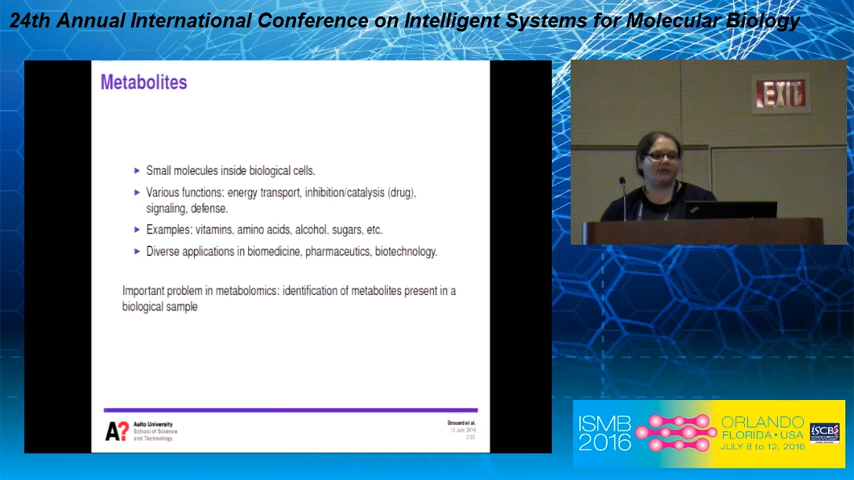 24th Annual International Conference on Intelligent Systems for Molecular Biology
Metabolites
Small molecules inside biological cells.
Various functions: energy transport, inhibition/catalysis (drug),
signaling, defense.
Examples: vitamins, amino acids, alcohol, sugars, etc.
Diverse applications in biomedicine, pharmaceutics, biotechnology.
Important problem in metabolomics: identification of metabolites present in a
biological sample
A?
Aalto University
School of Science
and Technology
Brouard et al.
12 July 2016
2/23
EXIT
ISMB
2016
ORLANDO
FLORIDA • USA
JULY 8 to 12, 2016
ISCB